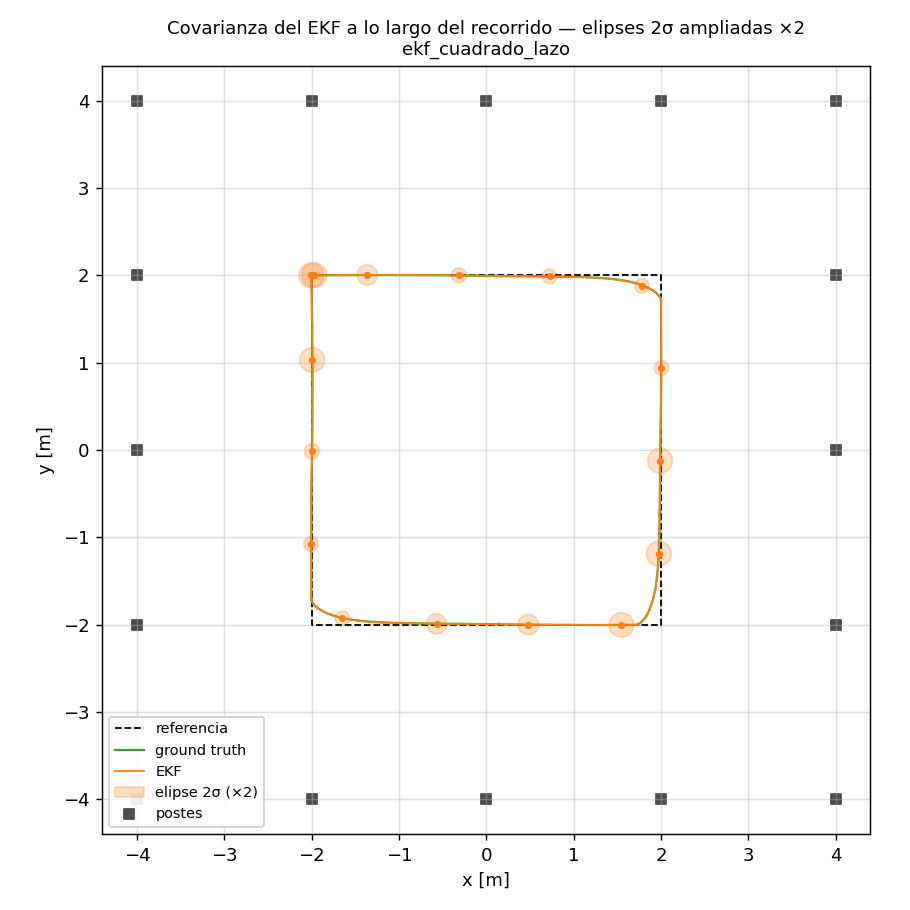 Covarianza del EKF a lo largo del recorrido — elipses 2σ ampliadas ×2
ekf_cuadrado_lazo
4
3
2
1
0
−1
−2
−3
−4
y [m]
referencia
ground truth
EKF
elipse 2σ (×2)
postes
−4
−3
−2
−1
0
1
2
3
4
x [m]